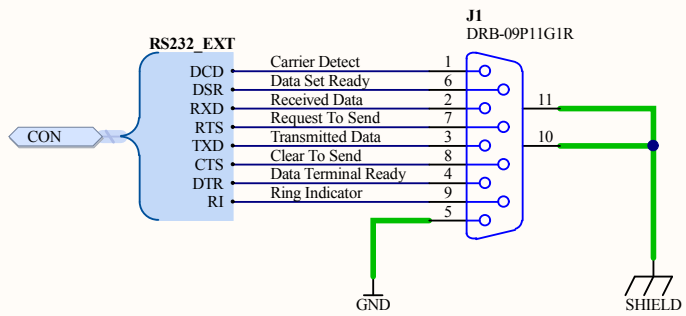 J1
DRB-09P11G1R
RS232_EXT
DCD Carrier Detect 1
DSR Data Set Ready 6
RXD Received Data 2
RTS Request To Send 7
TXD Transmitted Data 3
CTS Clear To Send 8
DTR Data Terminal Ready 4
RI Ring Indicator 9
5
11
10
CON
GND
SHIELD